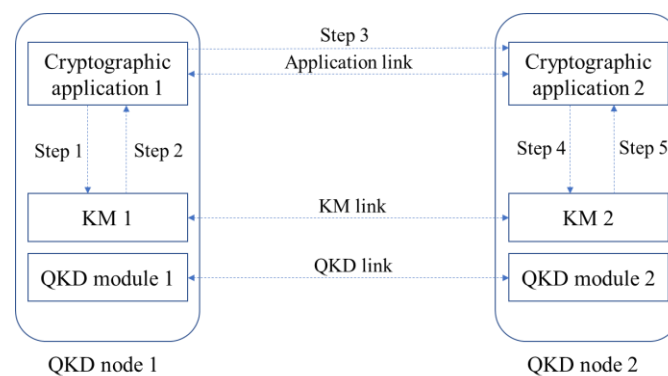 Step 3
Cryptographic
application 1
Application link
Cryptographic
application 2
Step 1
Step 2
Step 4
Step 5
KM 1
KM link
KM 2
QKD module 1
QKD link
QKD module 2
QKD node 1
QKD node 2